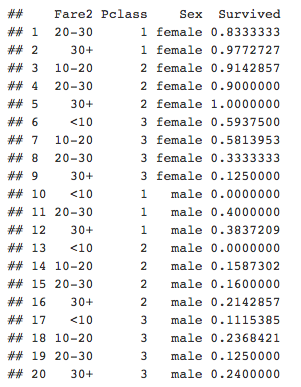 ##    Fare2 Pclass    Sex  Survived
## 1  20-30      1 female 0.8333333
## 2    30+      1 female 0.9772727
## 3  10-20      2 female 0.9142857
## 4  20-30      2 female 0.9000000
## 5    30+      2 female 1.0000000
## 6    <10      3 female 0.5937500
## 7  10-20      3 female 0.5813953
## 8  20-30      3 female 0.3333333
## 9    30+      3 female 0.1250000
## 10   <10      1   male 0.0000000
## 11 20-30      1   male 0.4000000
## 12   30+      1   male 0.3837209
## 13   <10      2   male 0.0000000
## 14 10-20      2   male 0.1587302
## 15 20-30      2   male 0.1600000
## 16   30+      2   male 0.2142857
## 17   <10      3   male 0.1115385
## 18 10-20      3   male 0.2368421
## 19 20-30      3   male 0.1250000
## 20   30+      3   male 0.2400000